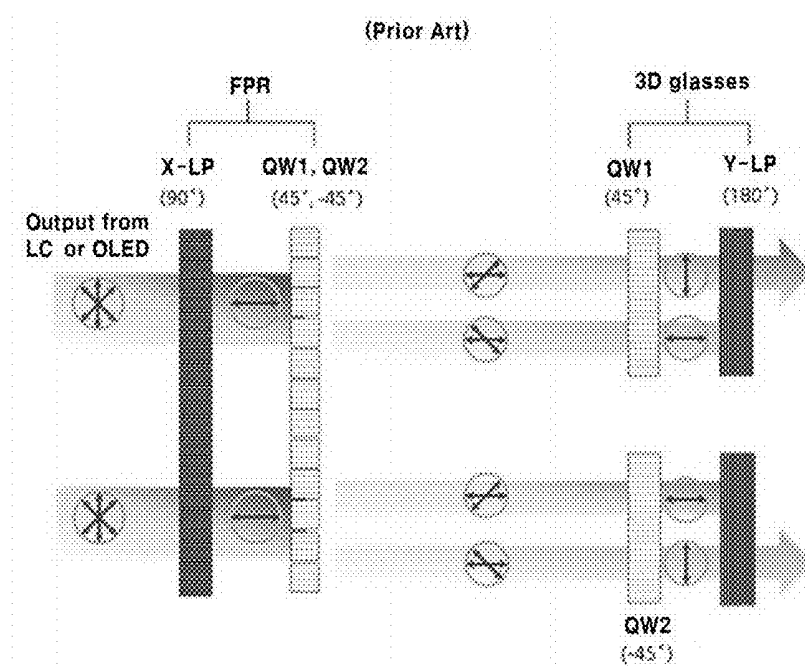 (Prior Art)
FPR
3D glasses
X-LP
(90°)
QW1, QW2
(45°, -45°)
QW1
(45°)
Y-LP
(180°)
Output from
LC or OLED
QW2
(-45°)